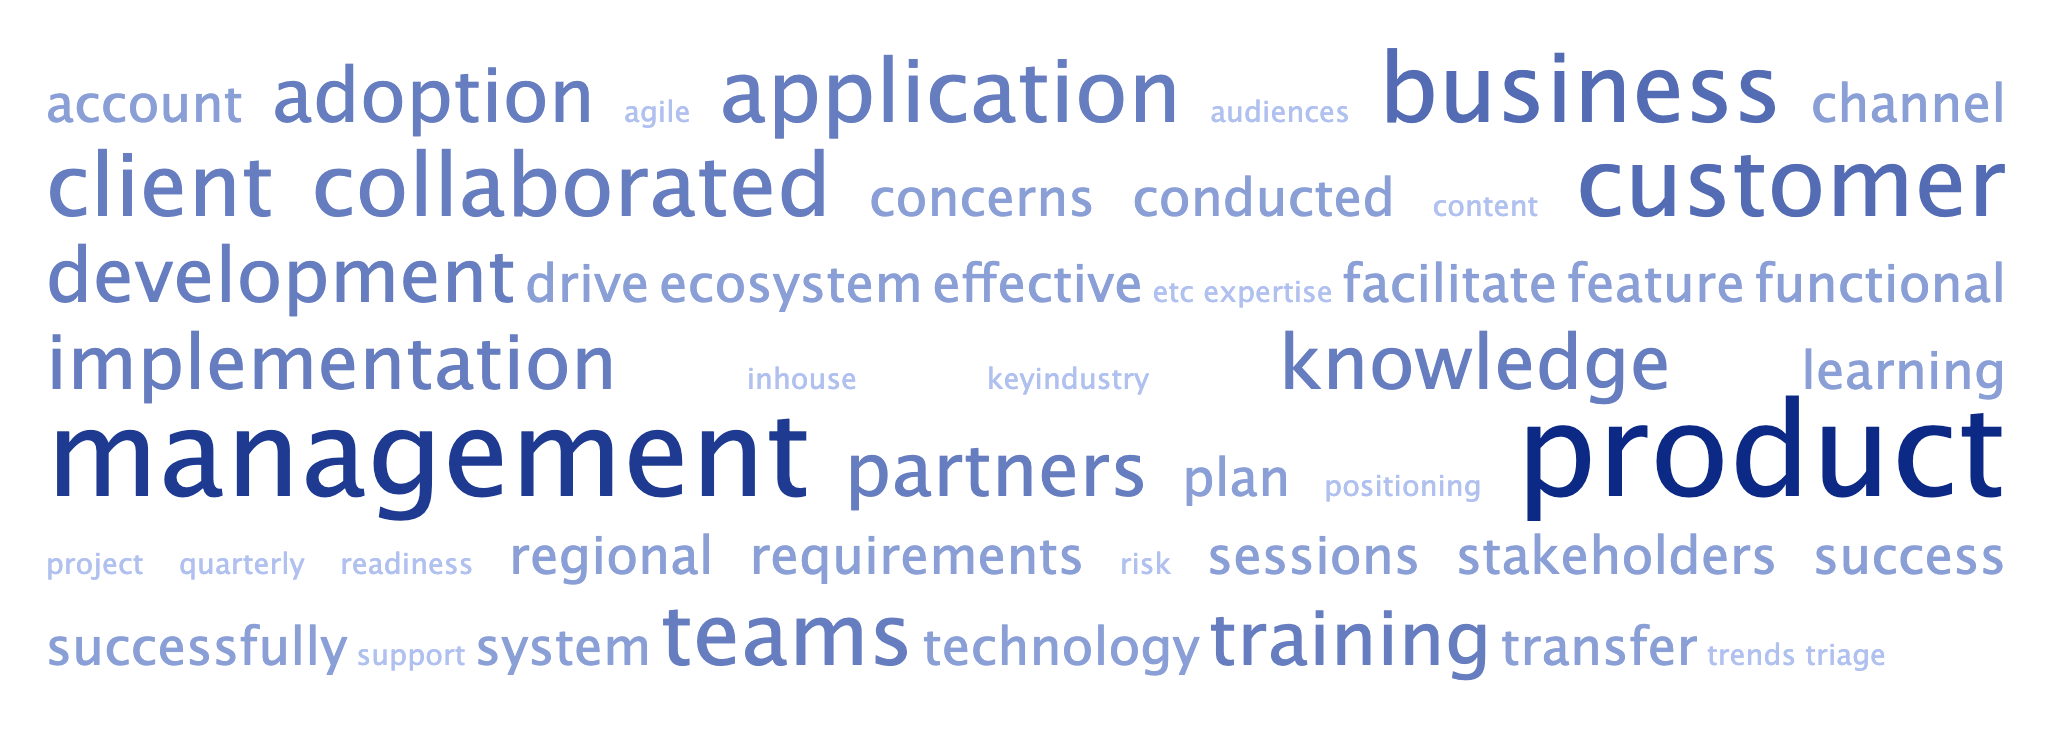 account adoption agile application audiences business channel
client collaborated concerns conducted content customer
development drive ecosystem effective etc expertise facilitate feature functional
implementation inhouse keyindustry knowledge learning
management partners plan positioning product
project quarterly readiness regional requirements risk sessions stakeholders success
successfully support system teams technology training transfer trends triage